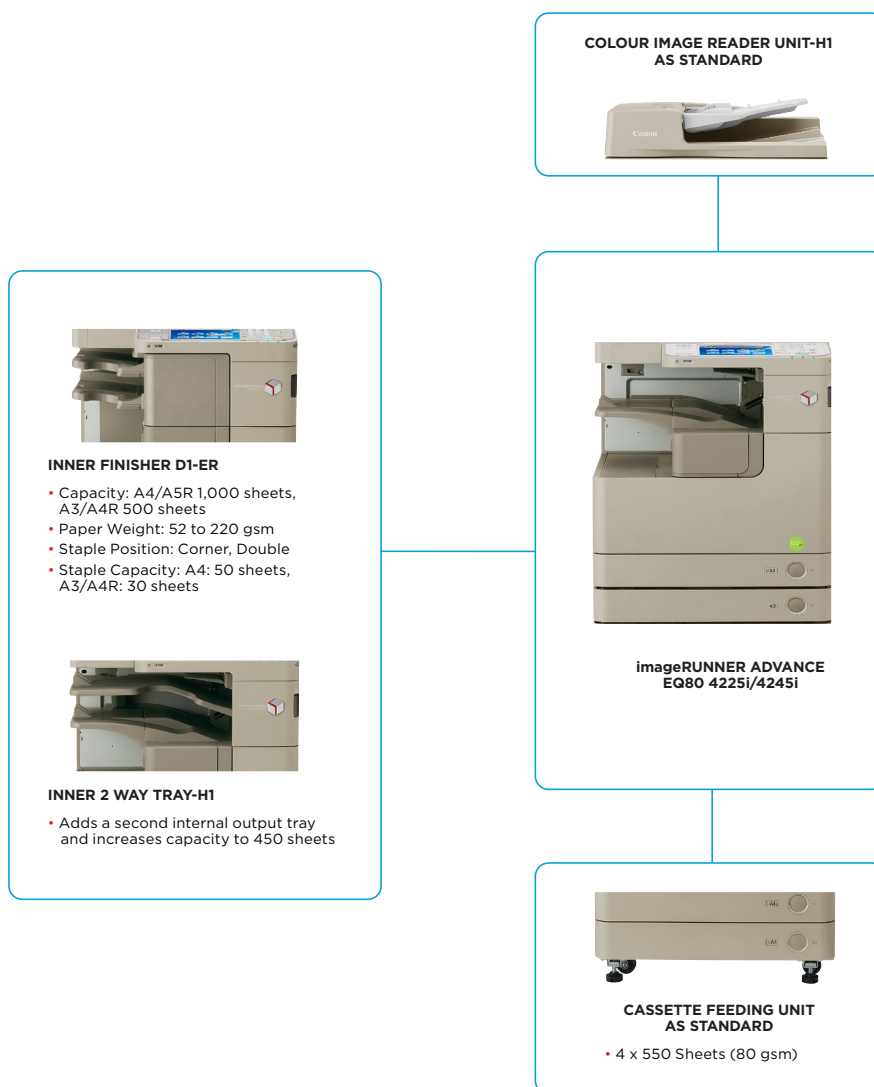 COLOUR IMAGE READER UNIT-H1
AS STANDARD
Canon
INNER FINISHER D1-ER
• Capacity: A4/A5R 1,000 sheets,
A3/A4R 500 sheets
• Paper Weight: 52 to 220 gsm
• Staple Position: Corner, Double
• Staple Capacity: A4: 50 sheets,
A3/A4R: 30 sheets
imageRUNNER ADVANCE
EQ80 4225i/4245i
INNER 2 WAY TRAY-H1
• Adds a second internal output tray
and increases capacity to 450 sheets
CASSETTE FEEDING UNIT
AS STANDARD
• 4 x 550 Sheets (80 gsm)